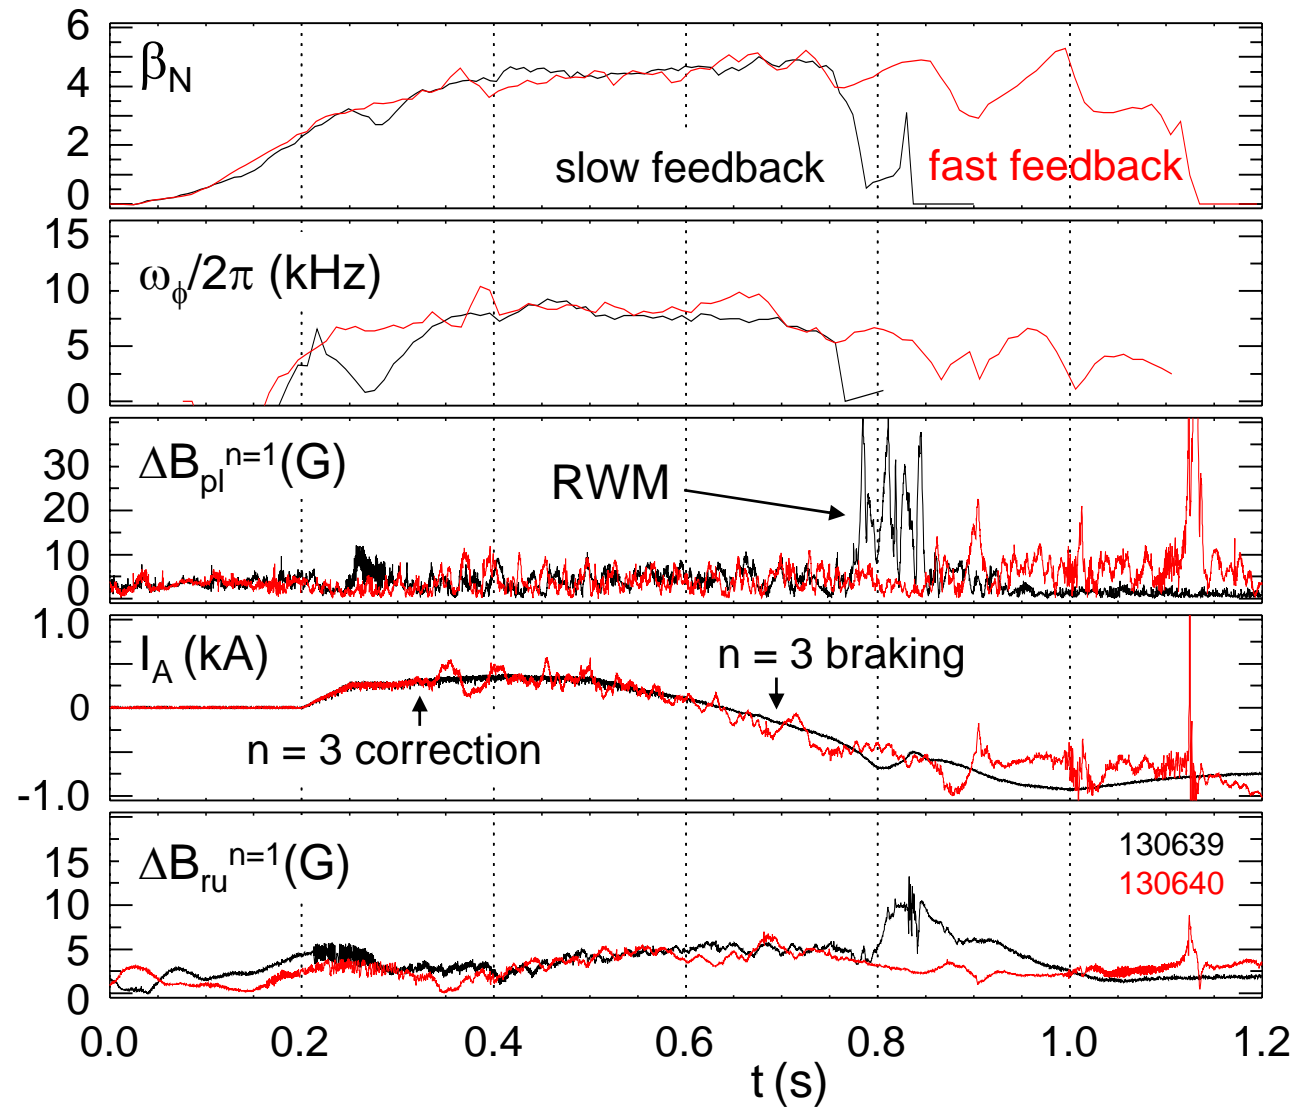 6
4
2
0
β_N
slow feedback
fast feedback
15
10
5
0
ω_ϕ/2π (kHz)
30
20
10
0
ΔB_pl^n=1(G)
RWM
1.0
0
-1.0
I_A (kA)
n = 3 braking
n = 3 correction
15
10
5
0
ΔB_ru^n=1(G)
130639
130640
0.0 0.2 0.4 0.6 0.8 1.0 1.2
t (s)